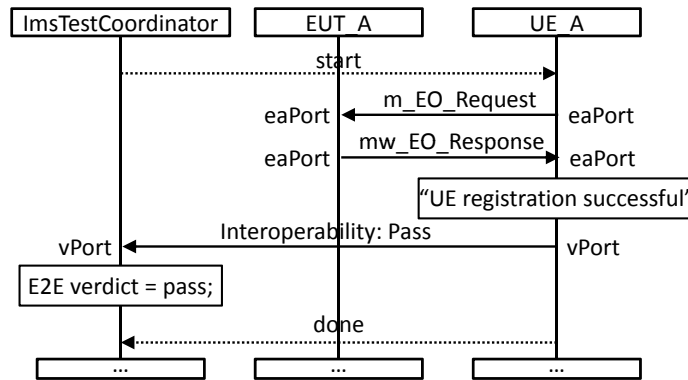 ImsTestCoordinator EUT_A UE_A
start
m_EO_Request
eaPort eaPort
mw_EO_Response
eaPort eaPort
“UE registration successful”
Interoperability: Pass
vPort vPort
E2E verdict = pass;
done
... ... ...